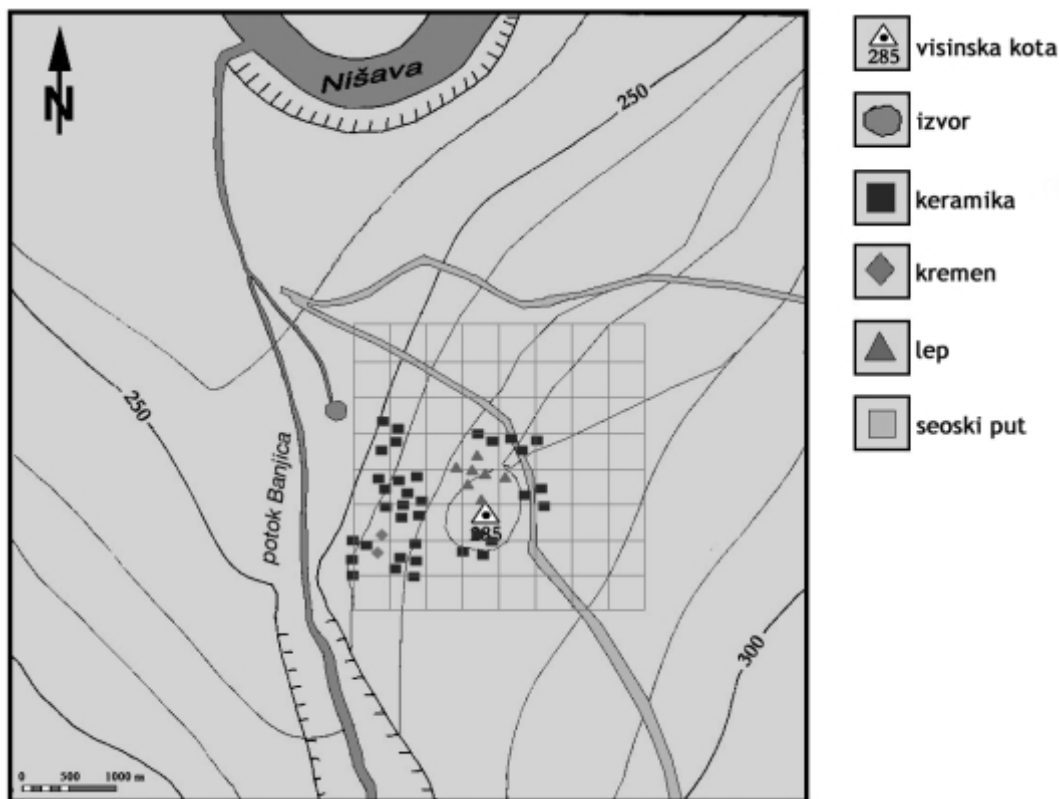 N
Nišava
250
250
potok Banjica
285
300
0 500 1000 m
285 visinska kota
izvor
keramika
kremen
lep
seoski put